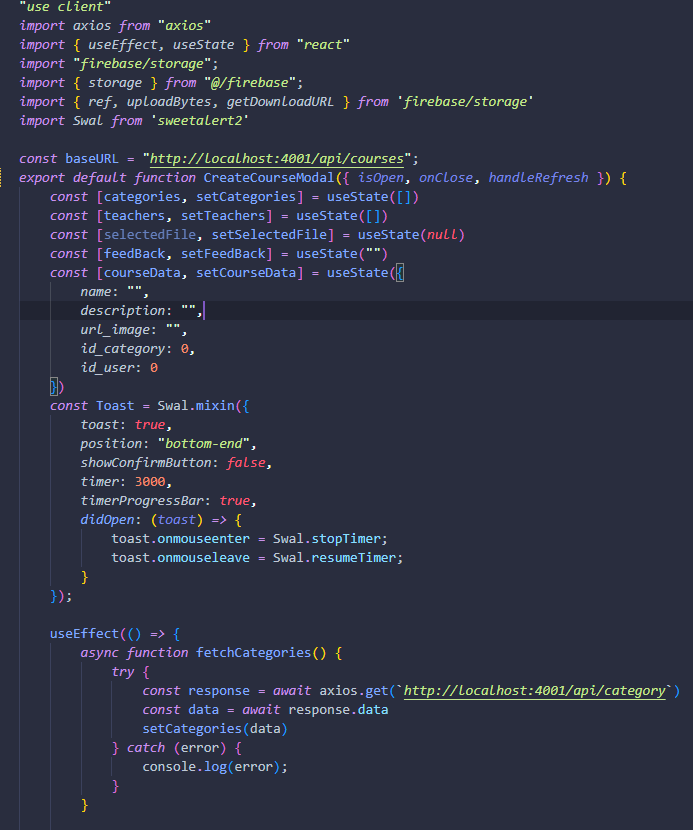 "use client"
import axios from "axios"
import { useEffect, useState } from "react"
import "firebase/storage";
import { storage } from "@/firebase";
import { ref, uploadBytes, getDownloadURL } from 'firebase/storage'
import Swal from 'sweetalert2'

const baseURL = "http://localhost:4001/api/courses";
export default function CreateCourseModal({ isOpen, onClose, handleRefresh }) {
    const [categories, setCategories] = useState([])
    const [teachers, setTeachers] = useState([])
    const [selectedFile, setSelectedFile] = useState(null)
    const [feedBack, setFeedBack] = useState("")
    const [courseData, setCourseData] = useState({
        name: "",
        description: "",
        url_image: "",
        id_category: 0,
        id_user: 0
    })
    const Toast = Swal.mixin({
        toast: true,
        position: "bottom-end",
        showConfirmButton: false,
        timer: 3000,
        timerProgressBar: true,
        didOpen: (toast) => {
            toast.onmouseenter = Swal.stopTimer;
            toast.onmouseleave = Swal.resumeTimer;
        }
    });

    useEffect(() => {
        async function fetchCategories() {
            try {
                const response = await axios.get(`http://localhost:4001/api/category`)
                const data = await response.data
                setCategories(data)
            } catch (error) {
                console.log(error);
            }
        }